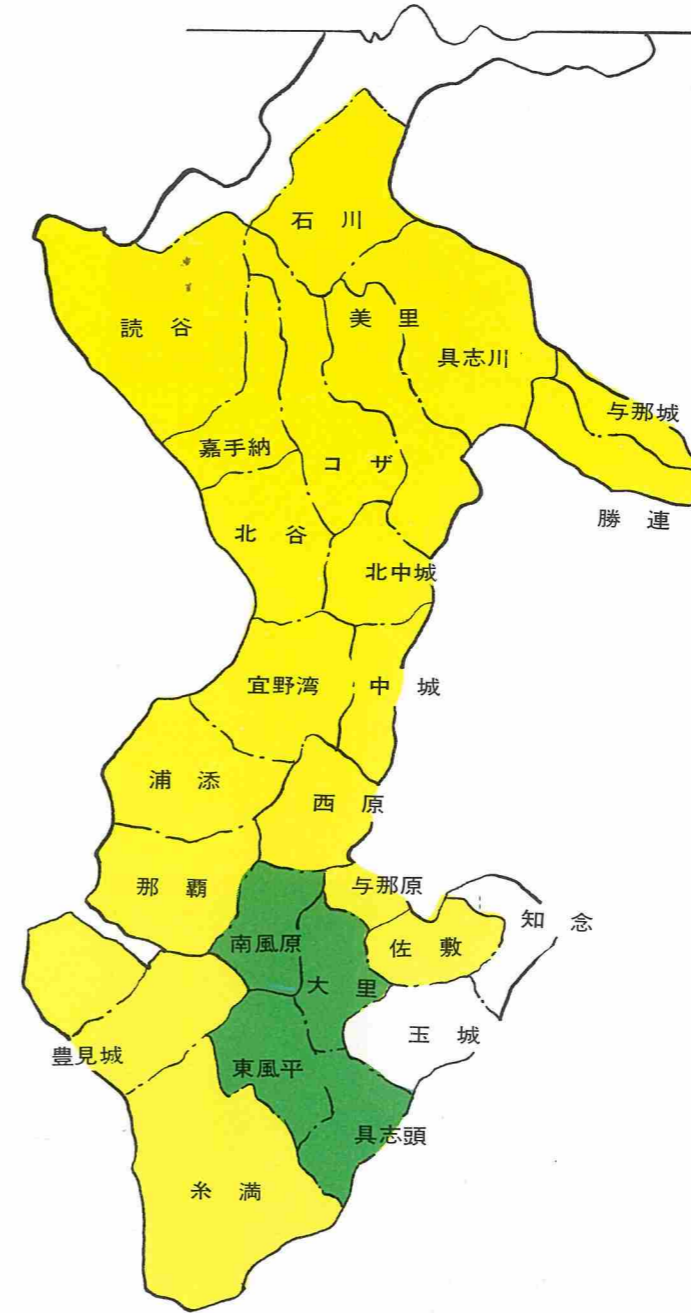 石川
読谷
美里
具志川
与那城
嘉手納
コザ
勝連
北谷
北中城
宜野湾
中城
浦添
西原
那覇
与那原
知念
南風原
佐敷
大里
玉城
豊見城
東風平
具志頭
糸満